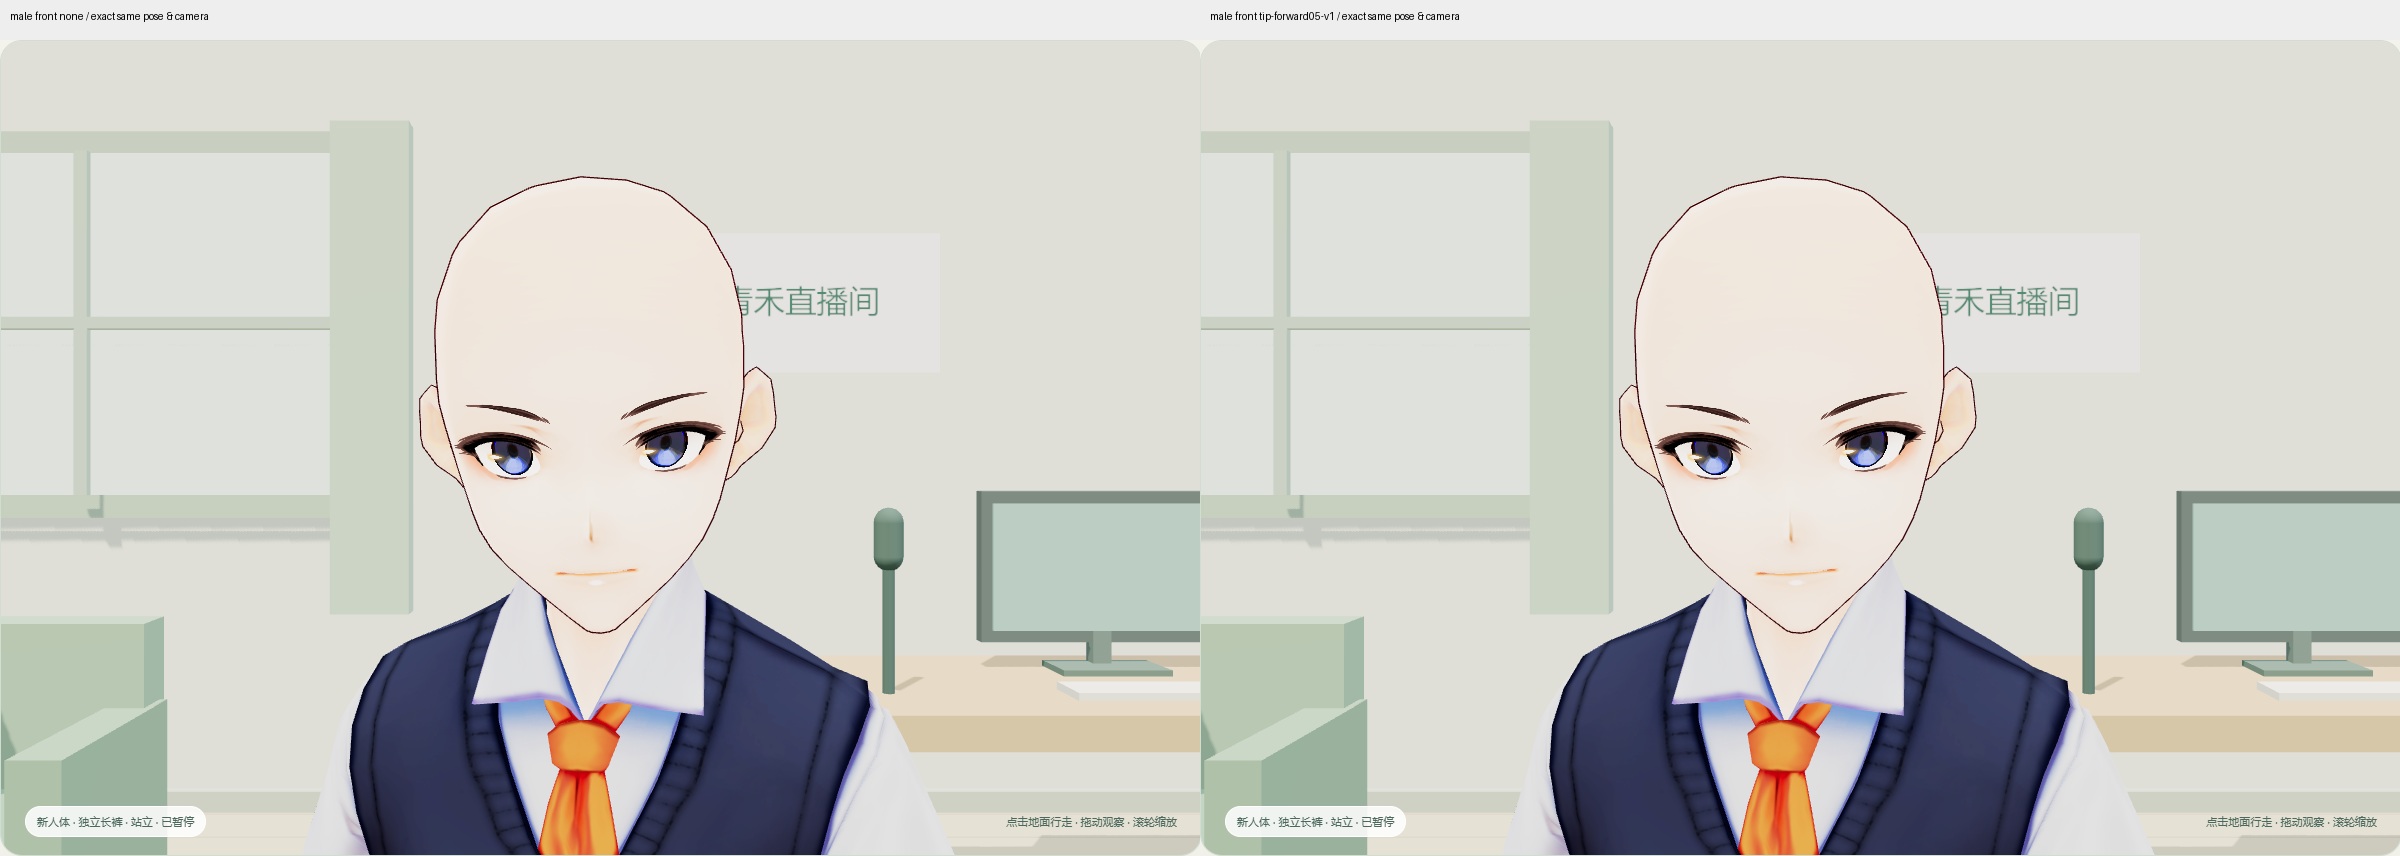 male front none / exact same pose & camera
male front tip-forward05-v1 / exact same pose & camera
青禾直播间
青禾直播间
新人体 · 独立长裤 · 站立 · 已暂停
点击地面行走 · 拖动观察 · 滚轮缩放
新人体 · 独立长裤 · 站立 · 已暂停
点击地面行走 · 拖动观察 · 滚轮缩放